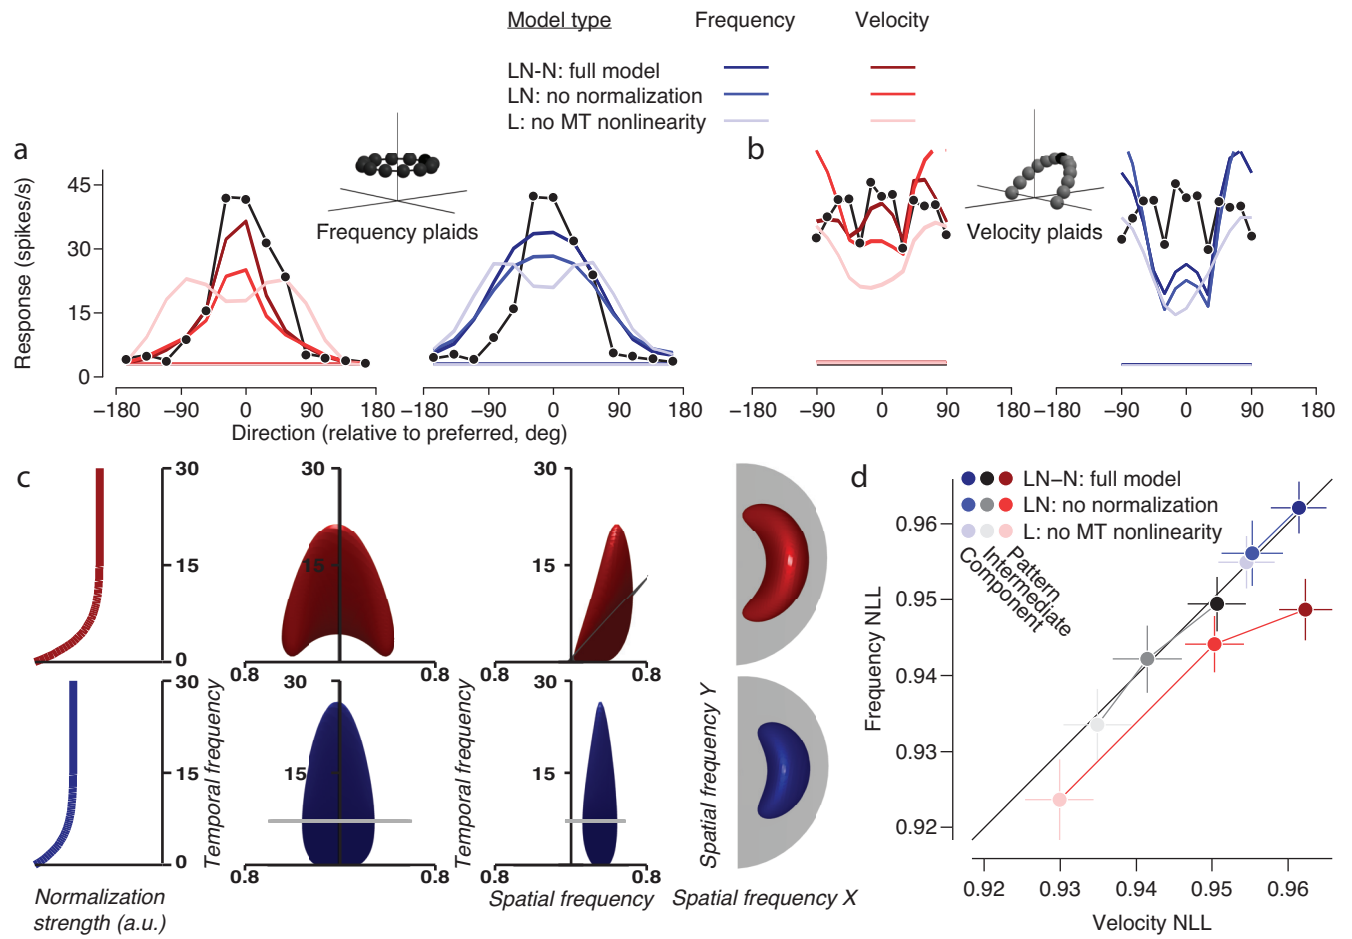 Model type Frequency Velocity
LN-N: full model
LN: no normalization
L: no MT nonlinearity
a
b
Response (spikes/s)
45
30
15
0
Frequency plaids
Velocity plaids
−180 −90 0 90 180
−180 −90 0 90 180
−180 −90 0 90 180
−180 −90 0 90 180
Direction (relative to preferred, deg)
c
30
15
0
30
15
0.8 0.8
30
15
0.8
30
15
0
Normalization
strength (a.u.)
Temporal frequency
30
15
0.8 0.8
Temporal frequency
30
15
0.8
Spatial frequency
Spatial frequency Y
Spatial frequency X
d
LN−N: full model
LN: no normalization
L: no MT nonlinearity
Pattern
Intermediate
Component
Frequency NLL
0.96
0.95
0.94
0.93
0.92
0.92 0.93 0.94 0.95 0.96
Velocity NLL